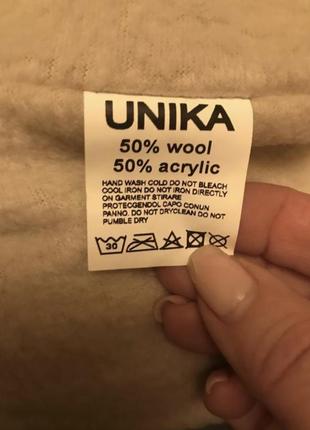 UNIKA
50% wool
50% acrylic
HAND WASH COLD DO NOT BLEACH
COOL IRON DO NOT IRON DIRECTLY
ON GARMENT STIRARE
PROTECGENDOL CAPO CONUN
PANNO. DO NOT DRYCLEAN DO NOT
PUMBLE DRY
30